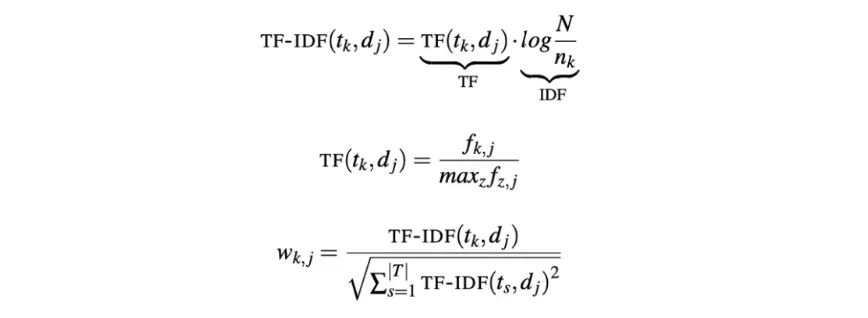 TF-IDF(t_k, d_j) = TF(t_k, d_j) · log N/n_k
TF
IDF
TF(t_k, d_j) = f_{k,j} / max_z f_{z,j}
w_{k,j} = TF-IDF(t_k, d_j) / √(∑_{s=1}^{|T|} TF-IDF(t_s, d_j)^2)